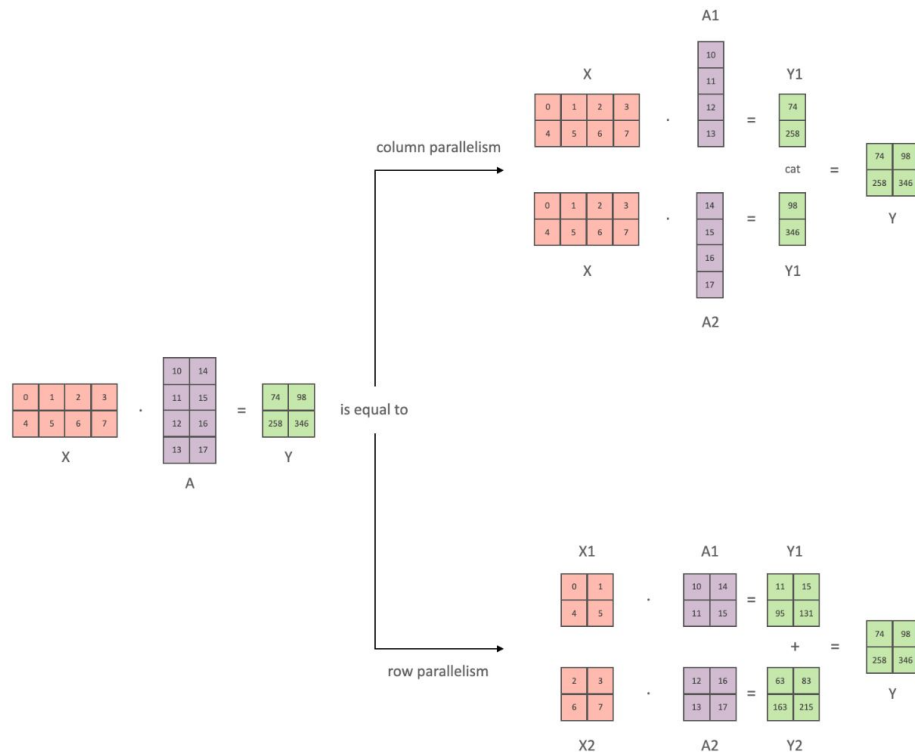 A1
10
11
12
13
X
0 1 2 3
4 5 6 7
·
=
Y1
74
258
column parallelism
cat
=
74 98
258 346
Y
0 1 2 3
4 5 6 7
X
·
14
15
16
17
A2
=
98
346
Y1
0 1 2 3
4 5 6 7
X
·
10 14
11 15
12 16
13 17
A
=
74 98
258 346
Y
is equal to
row parallelism
X1
0 1
4 5
·
A1
10 14
11 15
=
Y1
11 15
95 131
+
2 3
6 7
X2
·
12 16
13 17
A2
=
63 83
163 215
Y2
=
74 98
258 346
Y